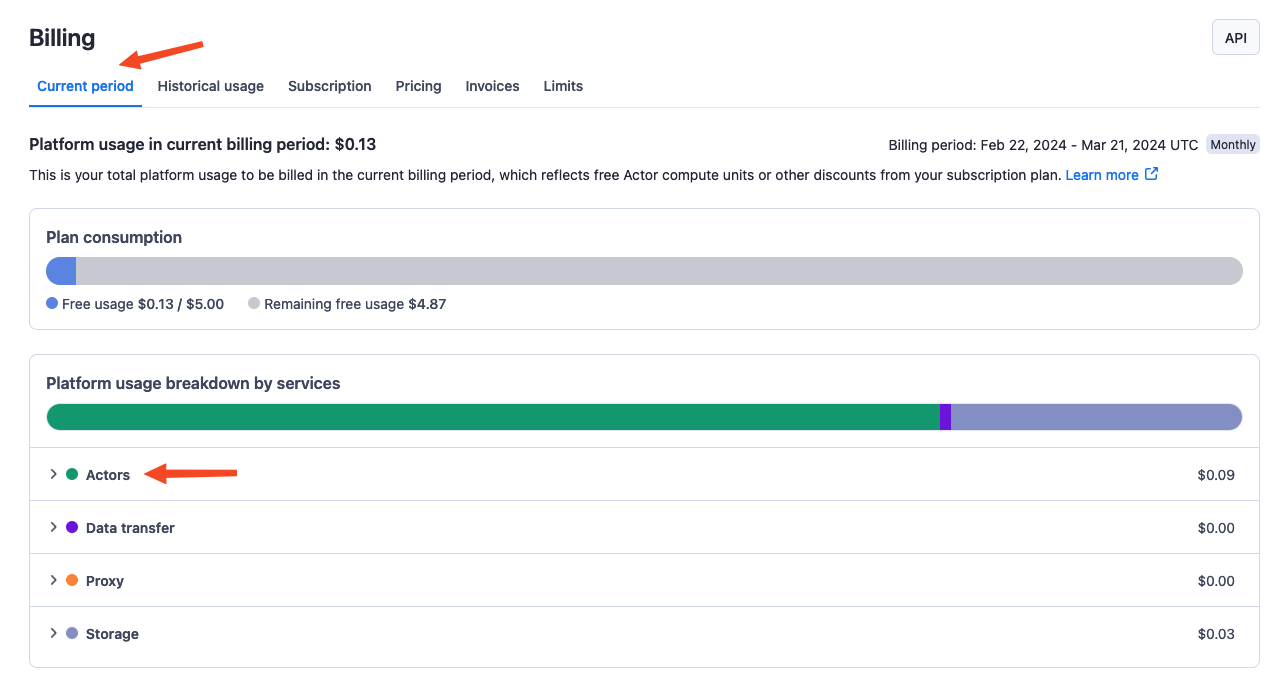 Billing
API
Current period Historical usage Subscription Pricing Invoices Limits
Platform usage in current billing period: $0.13 Billing period: Feb 22, 2024 - Mar 21, 2024 UTC Monthly
This is your total platform usage to be billed in the current billing period, which reflects free Actor compute units or other discounts from your subscription plan. Learn more
Plan consumption
Free usage $0.13 / $5.00 Remaining free usage $4.87
Platform usage breakdown by services
Actors $0.09
Data transfer $0.00
Proxy $0.00
Storage $0.03